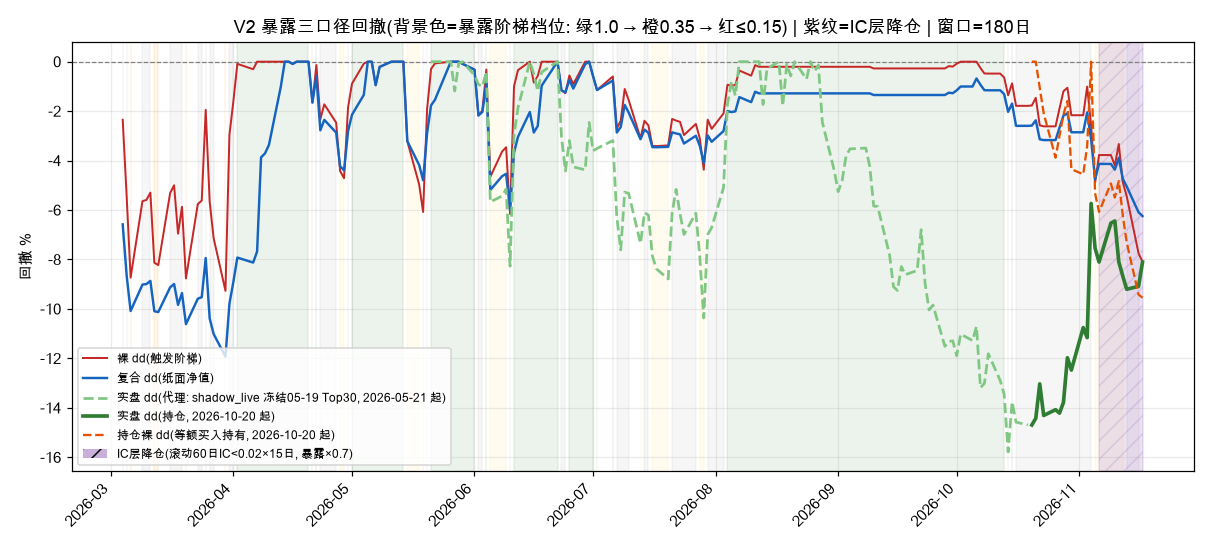 V2 暴露三口径回撤(背景色=暴露阶梯档位: 绿1.0 → 橙0.35 → 红≤0.15) | 紫纹=IC层降仓 | 窗口=180日
回撤 %
0
-2
-4
-6
-8
-10
-12
-14
-16
裸 dd(触发阶梯)
复合 dd(纸面净值)
实盘 dd(代理: shadow_live 冻结05-19 Top30, 2026-05-21 起)
实盘 dd(持仓, 2026-10-20 起)
持仓裸 dd(等额买入持有, 2026-10-20 起)
IC层降仓(滚动60日IC<0.02×15日, 暴露×0.7)
2026-03
2026-04
2026-05
2026-06
2026-07
2026-08
2026-09
2026-10
2026-11